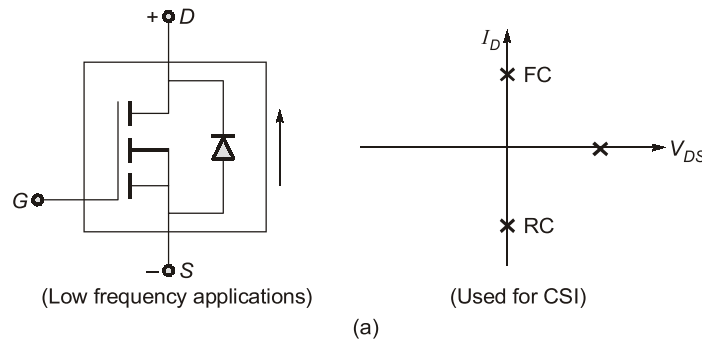 + D
G
– S
(Low frequency applications)
I_D
FC
V_DS
RC
(Used for CSI)
(a)